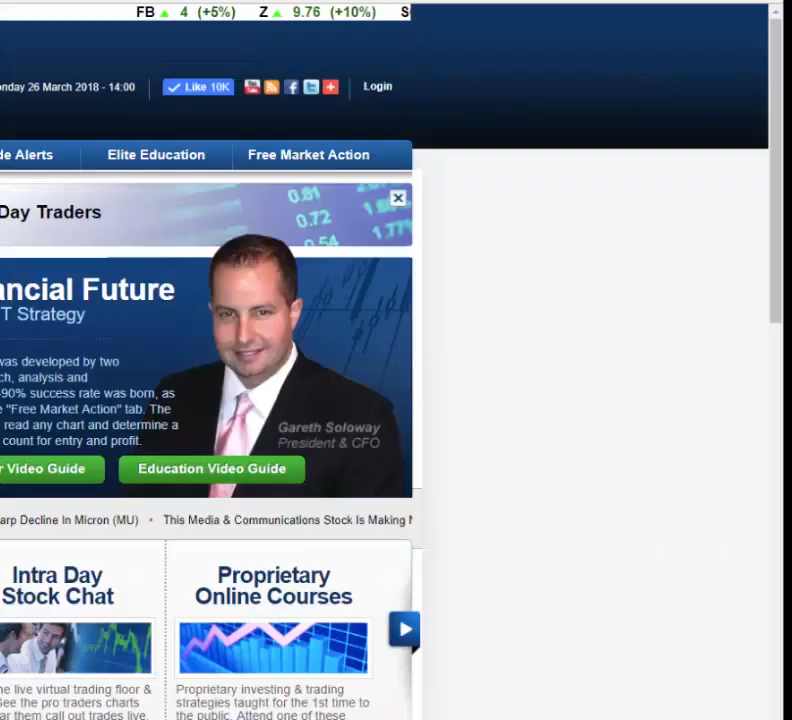 FB 4 (+5%) Z 9.76 (+10%) S
onday 26 March 2018 - 14:00 Like 10K Login
de Alerts Elite Education Free Market Action
Day Traders
0.61
0.72
1.77
0.54
ancial Future
T Strategy
was developed by two
ch, analysis and
-90% success rate was born, as
e "Free Market Action" tab. The
read any chart and determine a
count for entry and profit.
Gareth Soloway
President & CFO
r Video Guide Education Video Guide
arp Decline In Micron (MU) • This Media & Communications Stock Is Making
Intra Day
Stock Chat
Proprietary
Online Courses
he live virtual trading floor &
See the pro traders charts
ar them call out trades live.
Proprietary investing & trading
strategies taught for the 1st time to
the public. Attend one of these